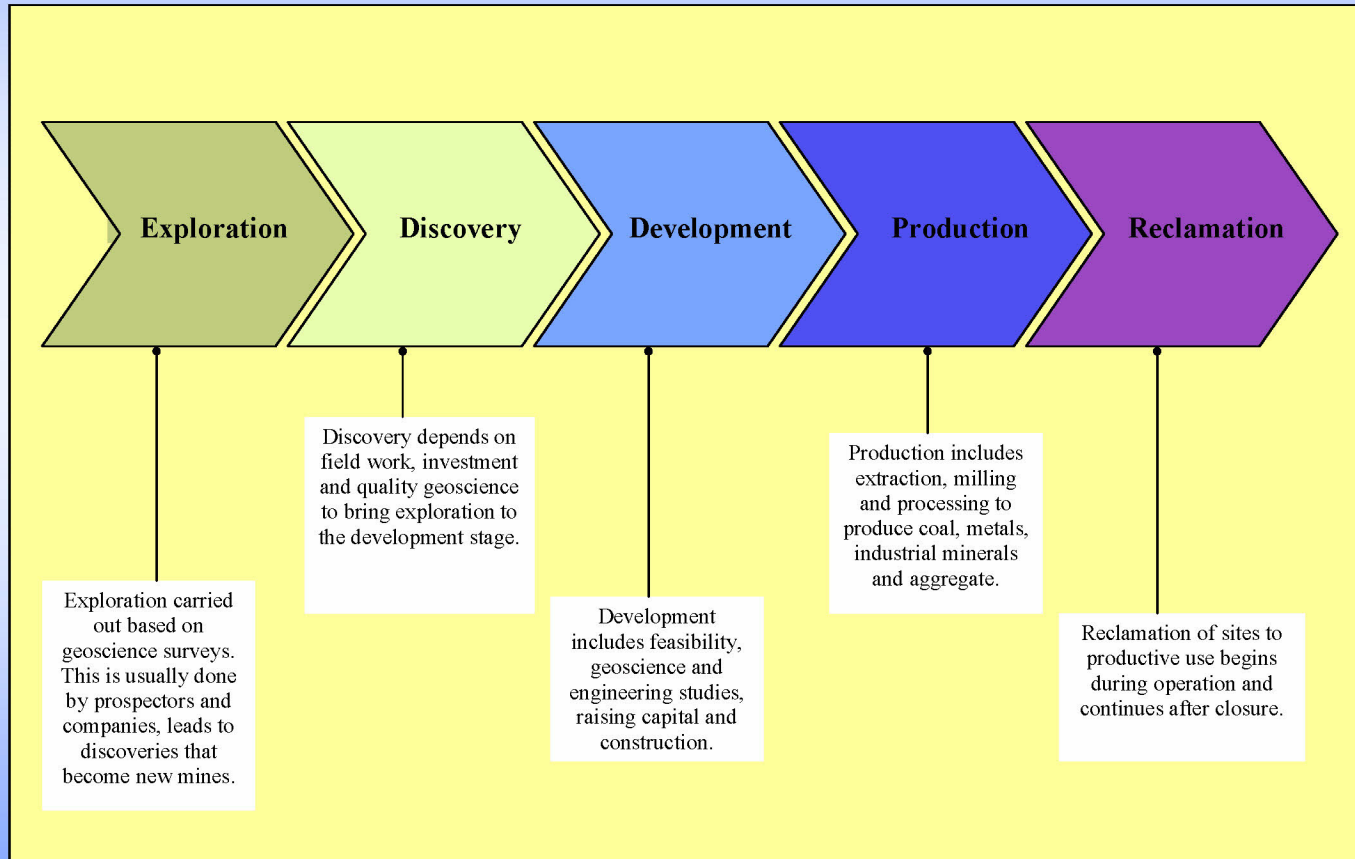 Exploration
Discovery
Development
Production
Reclamation
Exploration carried
out based on
geoscience surveys.
This is usually done
by prospectors and
companies, leads to
discoveries that
become new mines.
Discovery depends on
field work, investment
and quality geoscience
to bring exploration to
the development stage.
Development
includes feasibility,
geoscience and
engineering studies,
raising capital and
construction.
Production includes
extraction, milling
and processing to
produce coal, metals,
industrial minerals
and aggregate.
Reclamation of sites to
productive use begins
during operation and
continues after closure.